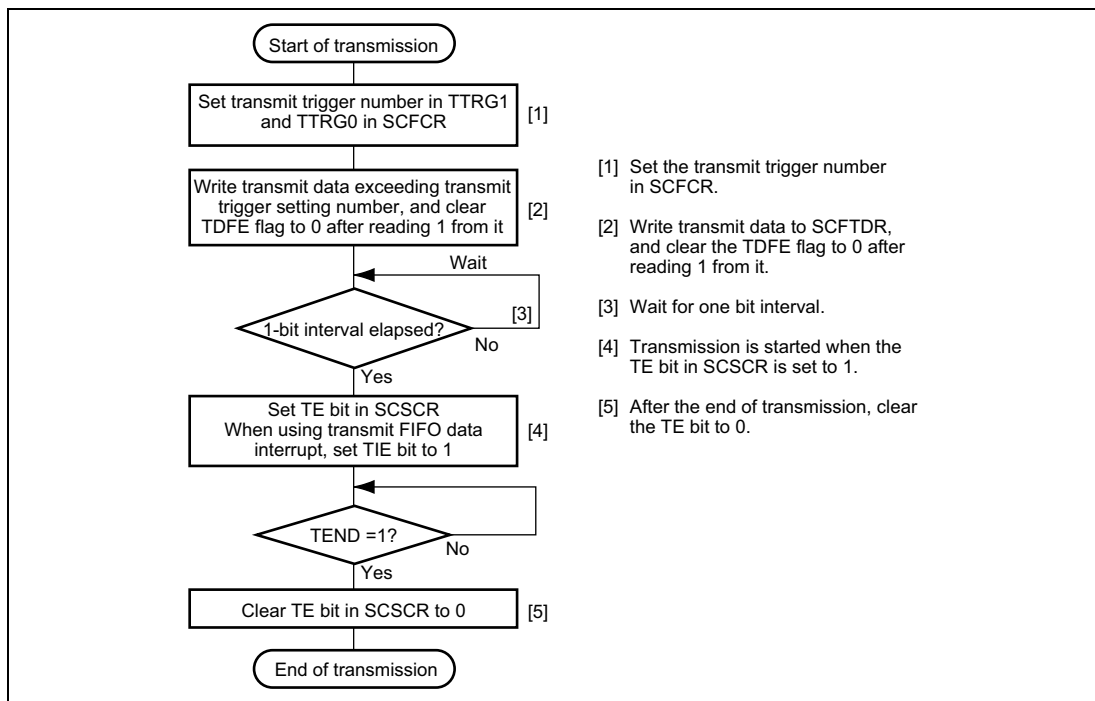 Start of transmission
Set transmit trigger number in TTRG1
and TTRG0 in SCFCR
[1]
Write transmit data exceeding transmit
trigger setting number, and clear
TDFE flag to 0 after reading 1 from it
[2]
Wait
1-bit interval elapsed?
[3]
No
Yes
Set TE bit in SCSCR
When using transmit FIFO data
interrupt, set TIE bit to 1
[4]
TEND =1?
No
Yes
Clear TE bit in SCSCR to 0
[5]
End of transmission
[1] Set the transmit trigger number
in SCFCR.
[2] Write transmit data to SCFTDR,
and clear the TDFE flag to 0 after
reading 1 from it.
[3] Wait for one bit interval.
[4] Transmission is started when the
TE bit in SCSCR is set to 1.
[5] After the end of transmission, clear
the TE bit to 0.